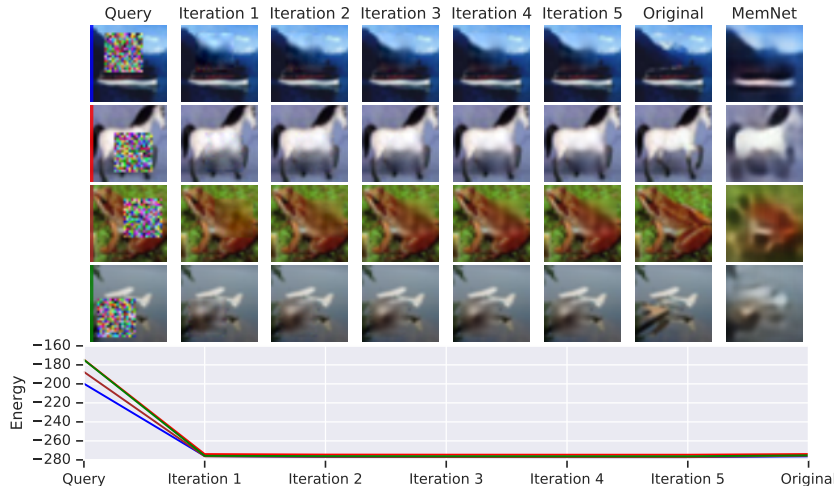 Query Iteration 1 Iteration 2 Iteration 3 Iteration 4 Iteration 5 Original MemNet
−160
−180
−200
−220
−240
−260
−280
Energy
Query Iteration 1 Iteration 2 Iteration 3 Iteration 4 Iteration 5 Original